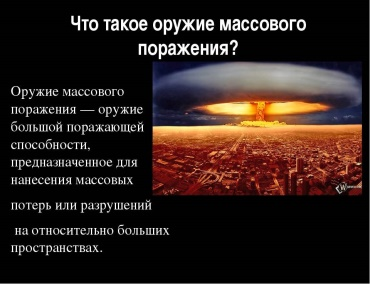 Что такое оружие массового
поражения?
Оружие массового
поражения — оружие
большой поражающей
способности,
предназначенное для
нанесения массовых
потерь или разрушений
на относительно больших
пространствах.